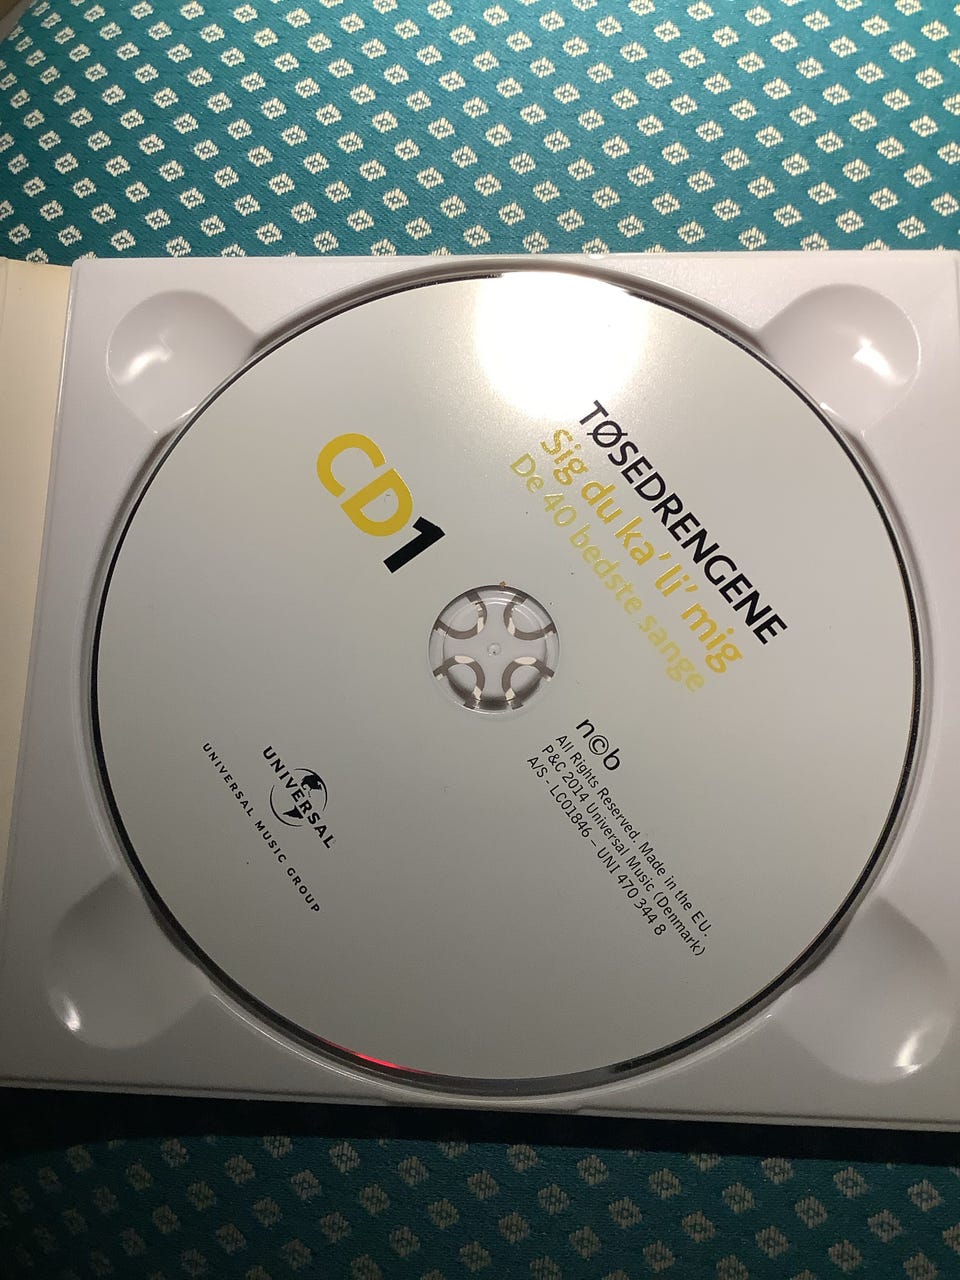 TØSEDRENGENE
Sig du ka' li' mig
De 40 bedste sange
CD1
n©b
All Rights Reserved. Made in the EU.
P&C 2014 Universal Music (Denmark)
A/S - LC01846 – UNI 470 344 8
UNIVERSAL
UNIVERSAL MUSIC GROUP